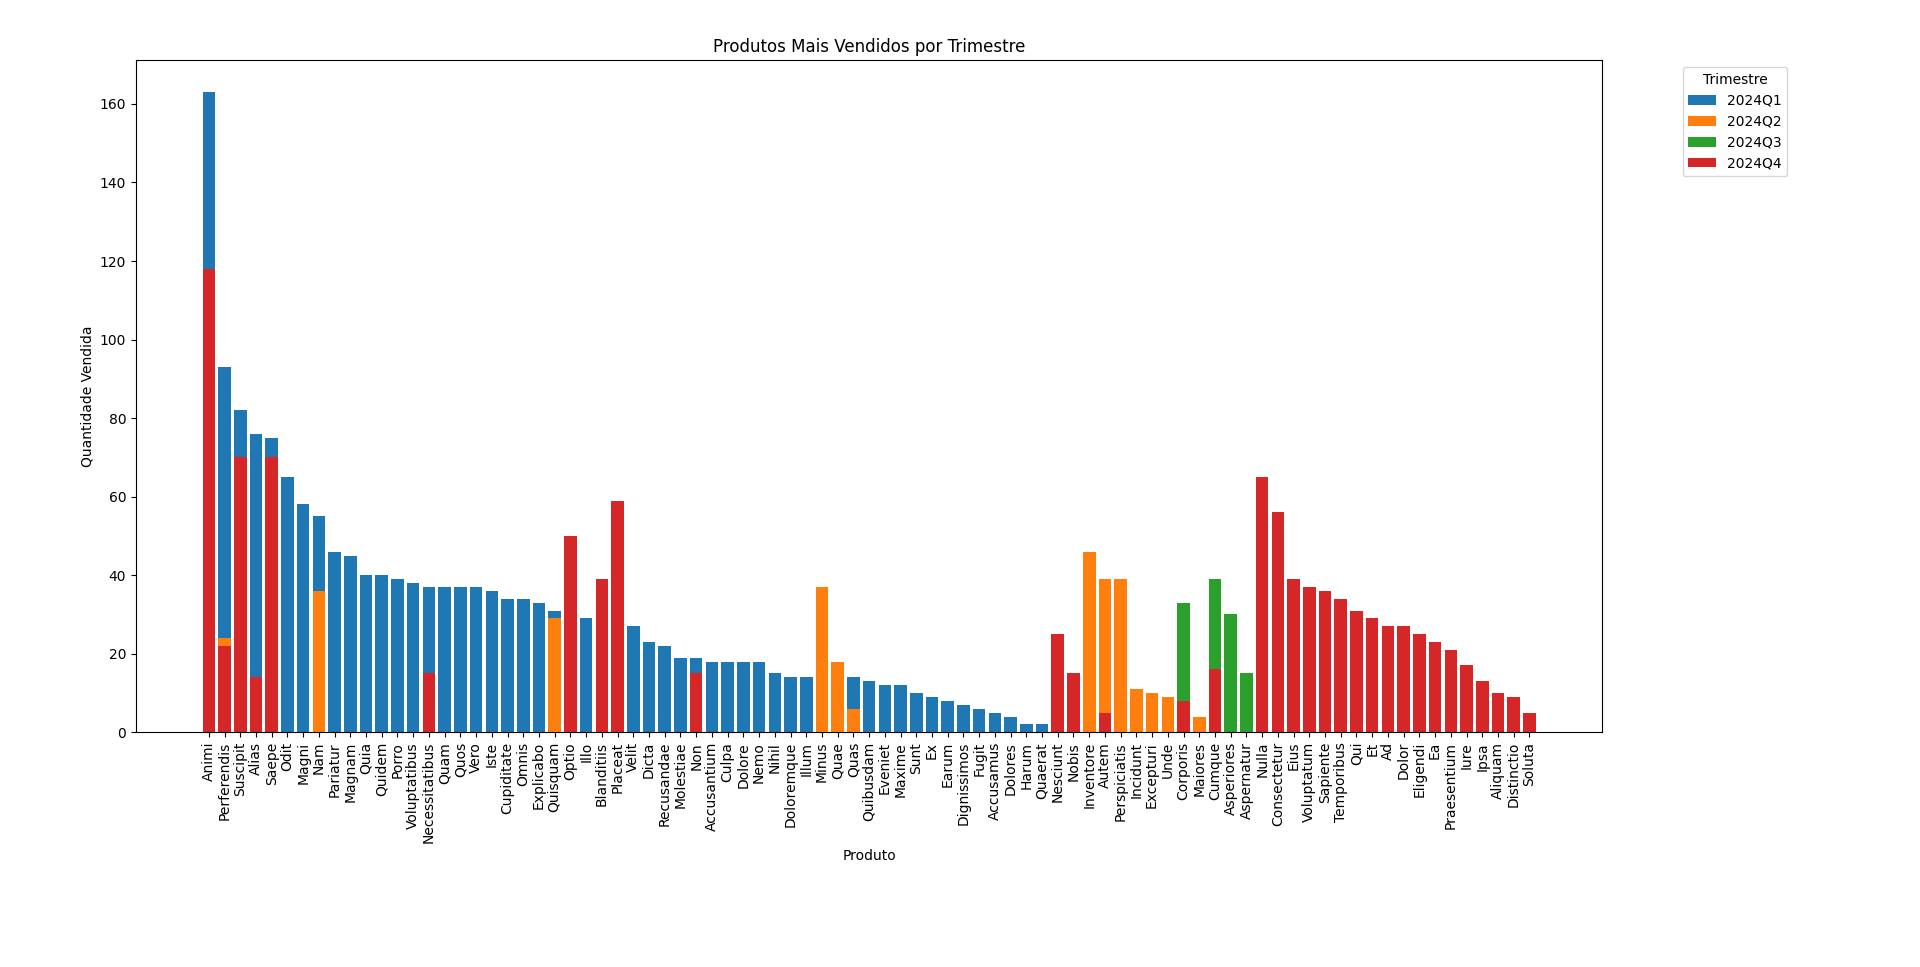 Produtos Mais Vendidos por Trimestre
Trimestre
2024Q1
2024Q2
2024Q3
2024Q4
Quantidade Vendida
160
140
120
100
80
60
40
20
0
Animi
Perferendis
Suscipit
Alias
Saepe
Odit
Magni
Nam
Pariatur
Magnam
Quia
Quidem
Porro
Voluptatibus
Necessitatibus
Quam
Quos
Vero
Iste
Cupiditate
Omnis
Explicabo
Quisquam
Optio
Illo
Blanditiis
Placeat
Velit
Dicta
Recusandae
Molestiae
Non
Accusantium
Culpa
Dolore
Nemo
Nihil
Doloremque
Illum
Minus
Quae
Quas
Quibusdam
Eveniet
Maxime
Sunt
Ex
Earum
Dignissimos
Fugit
Accusamus
Dolores
Harum
Quaerat
Nesciunt
Nobis
Inventore
Autem
Perspiciatis
Incidunt
Excepturi
Unde
Corporis
Maiores
Cumque
Asperiores
Aspernatur
Nulla
Consectetur
Eius
Voluptatum
Sapiente
Temporibus
Qui
Et
Ad
Dolor
Eligendi
Ea
Praesentium
Iure
Ipsa
Aliquam
Distinctio
Soluta
Produto